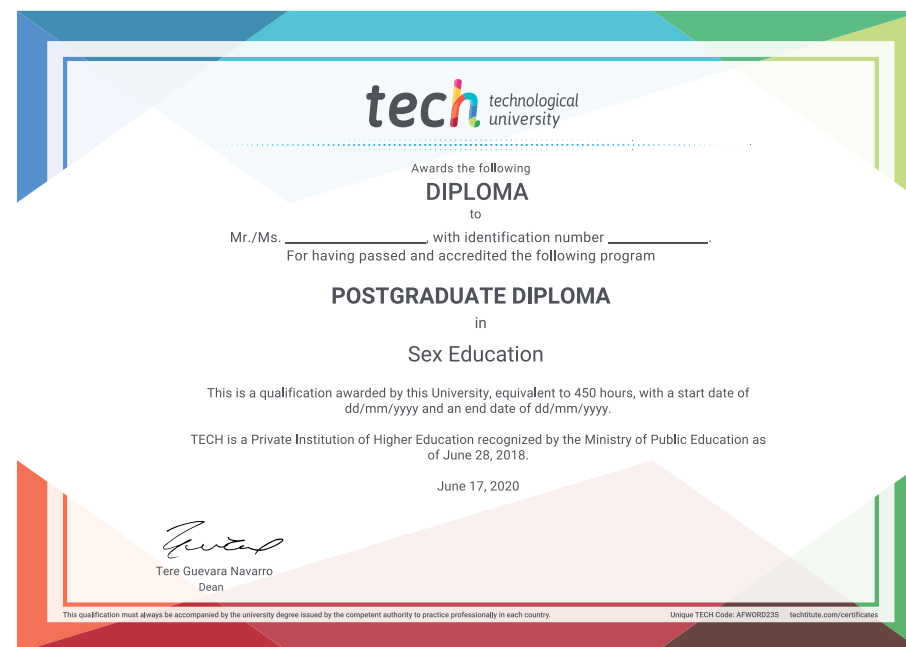 tech technological
university
Awards the following
DIPLOMA
to
Mr./Ms. ____________________, with identification number ______________.
For having passed and accredited the following program
POSTGRADUATE DIPLOMA
in
Sex Education
This is a qualification awarded by this University, equivalent to 450 hours, with a start date of
dd/mm/yyyy and an end date of dd/mm/yyyy.
TECH is a Private Institution of Higher Education recognized by the Ministry of Public Education as
of June 28, 2018.
June 17, 2020
Tere Guevara Navarro
Dean
This qualification must always be accompanied by the university degree issued by the competent authority to practice professionally in each country. Unique TECH Code: AFWORD23S techtitute.com/certificates